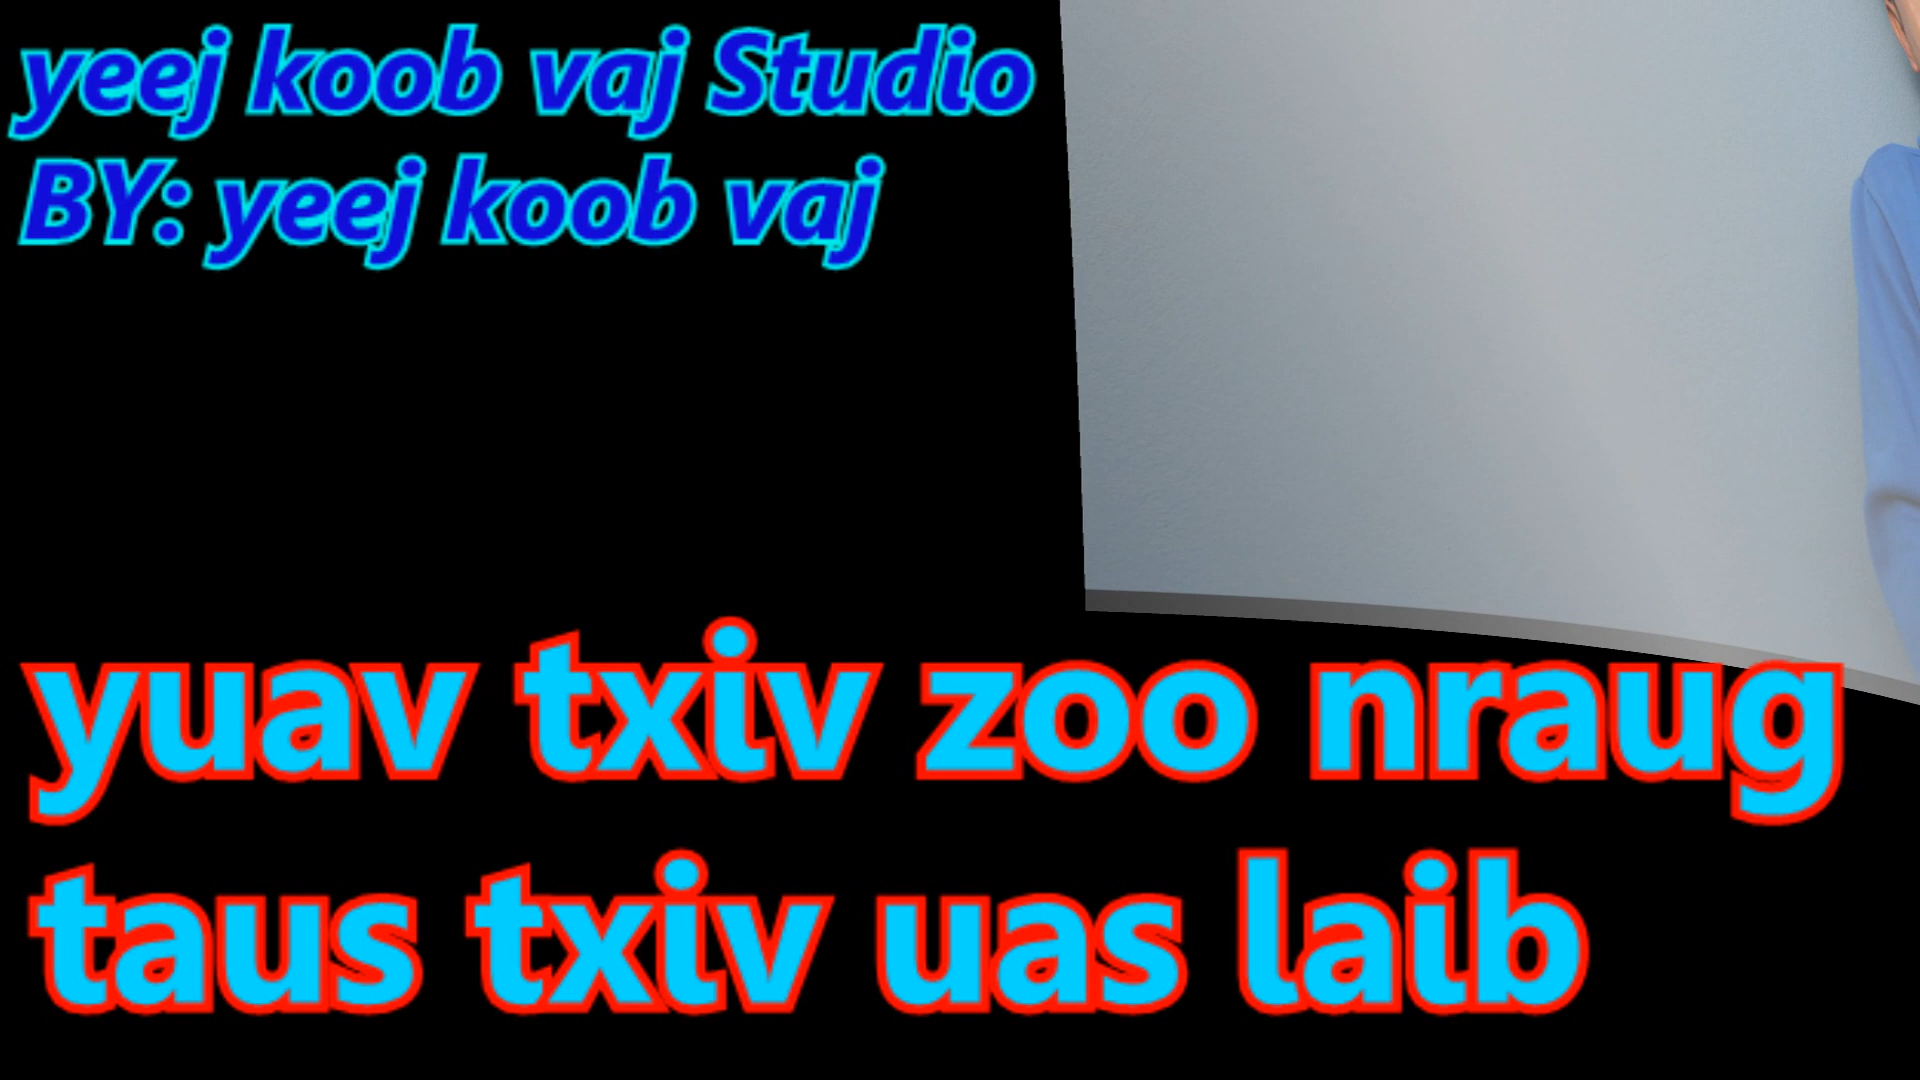 yeej koob vaj Studio
BY: yeej koob vaj
yuav txiv zoo nraug
taus txiv uas laib